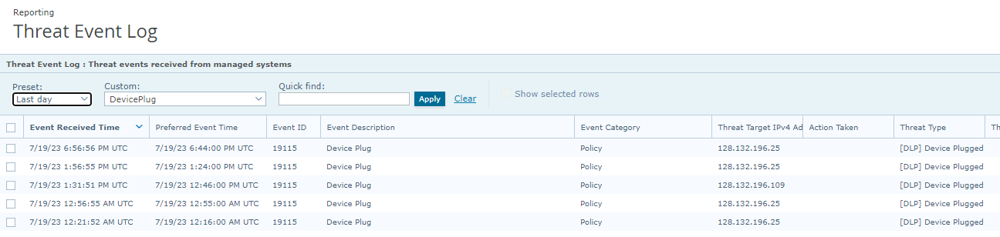 Reporting
Threat Event Log
Threat Event Log : Threat events received from managed systems
Preset: Custom: Quick find:
Last day DevicePlug Apply Clear Show selected rows
Event Received Time Preferred Event Time Event ID Event Description Event Category Threat Target IPv4 Ad Action Taken Threat Type Th
7/19/23 6:56:56 PM UTC 7/19/23 6:44:00 PM UTC 19115 Device Plug Policy 128.132.196.25 [DLP] Device Plugged
7/19/23 1:56:55 PM UTC 7/19/23 1:24:00 PM UTC 19115 Device Plug Policy 128.132.196.25 [DLP] Device Plugged
7/19/23 1:31:51 PM UTC 7/19/23 12:46:00 PM UTC 19115 Device Plug Policy 128.132.196.109 [DLP] Device Plugged
7/19/23 12:56:55 AM UTC 7/19/23 12:55:00 AM UTC 19115 Device Plug Policy 128.132.196.25 [DLP] Device Plugged
7/19/23 12:21:52 AM UTC 7/19/23 12:16:00 AM UTC 19115 Device Plug Policy 128.132.196.25 [DLP] Device Plugged